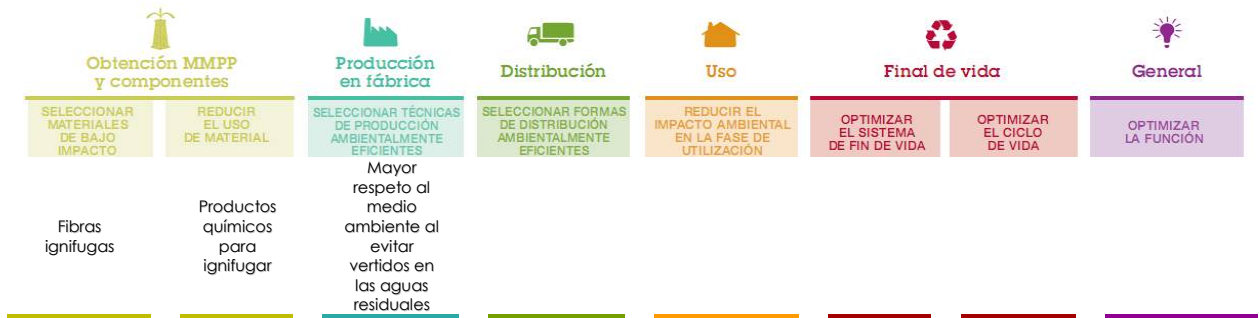 Obtención MMPP
y componentes
Producción
en fábrica
Distribución
Uso
Final de vida
General
SELECCIONAR
MATERIALES
DE BAJO
IMPACTO
REDUCIR
EL USO
DE MATERIAL
SELECCIONAR TÉCNICAS
DE PRODUCCIÓN
AMBIENTALMENTE
EFICIENTES
SELECCIONAR FORMAS
DE DISTRIBUCIÓN
AMBIENTALMENTE
EFICIENTES
REDUCIR EL
IMPACTO AMBIENTAL
EN LA FASE DE
UTILIZACIÓN
OPTIMIZAR
EL SISTEMA
DE FIN DE VIDA
OPTIMIZAR
EL CICLO
DE VIDA
OPTIMIZAR
LA FUNCIÓN
Fibras
ignifugas
Productos
químicos
para
ignifugar
Mayor
respeto al
medio
ambiente al
evitar
vertidos en
las aguas
residuales